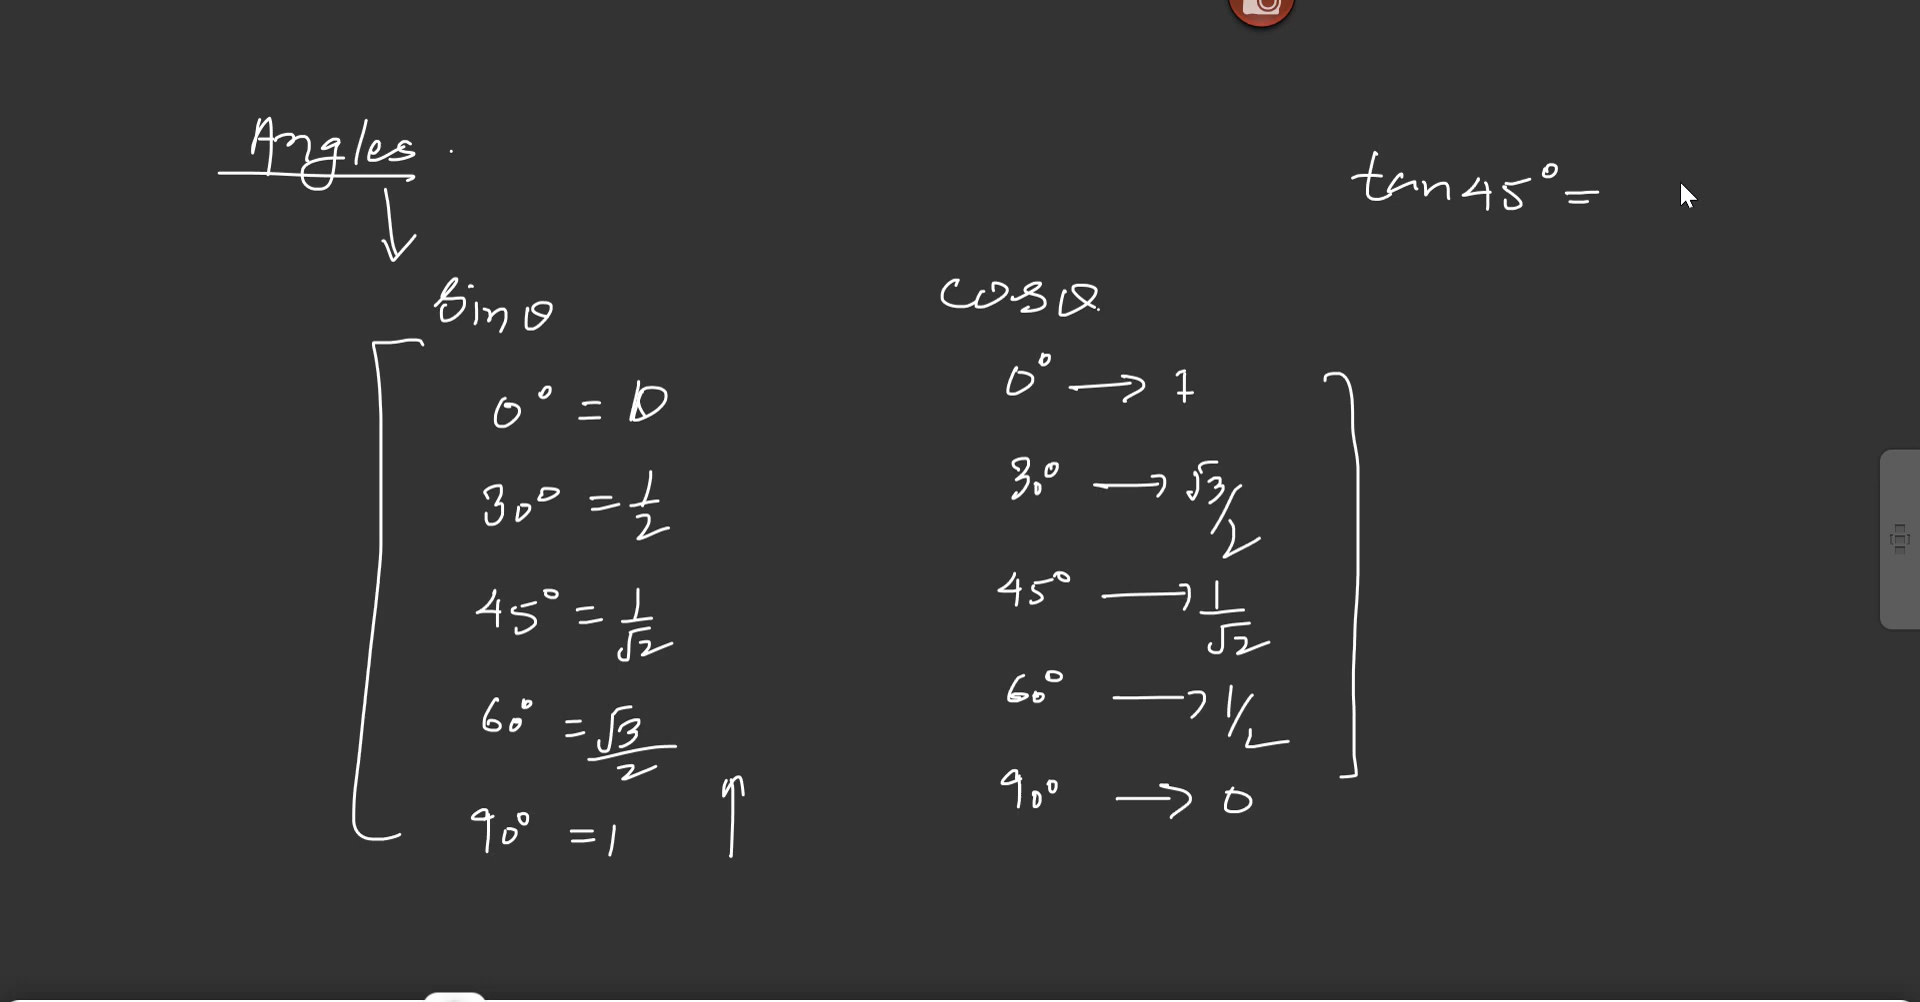 Angles.
tan 45° =
sin θ
0° = 0
30° = 1/2
45° = 1/√2
60° = √3/2
90° = 1
cos θ
0° → 1
30° → √3/2
45° → 1/√2
60° → 1/2
90° → 0